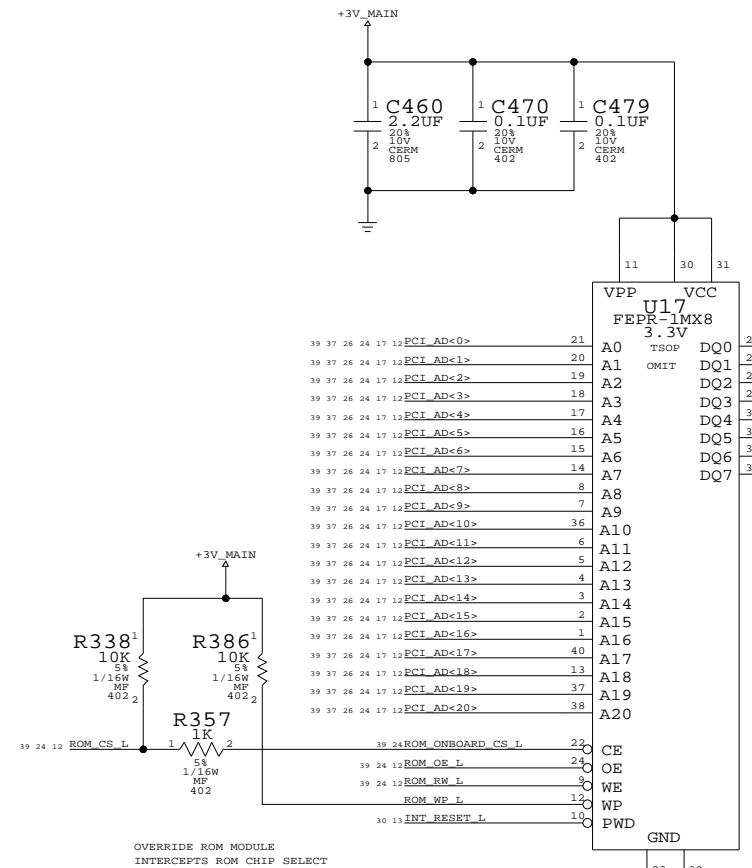 +3V_MAIN
1 C460
2.2UF
20%
10V
2 CERM
805
1 C470
0.1UF
20%
10V
2 CERM
402
1 C479
0.1UF
20%
10V
2 CERM
402
11 30 31
VPP VCC
U17
FEPR-1MX8
3.3V
TSOP
OMIT
39 37 26 24 17 12 PCI_AD<0> 21 A0 DQ0
39 37 26 24 17 12 PCI_AD<1> 20 A1 DQ1
39 37 26 24 17 12 PCI_AD<2> 19 A2 DQ2
39 37 26 24 17 12 PCI_AD<3> 18 A3 DQ3
39 37 26 24 17 12 PCI_AD<4> 17 A4 DQ4
39 37 26 24 17 12 PCI_AD<5> 16 A5 DQ5
39 37 26 24 17 12 PCI_AD<6> 15 A6 DQ6
39 37 26 24 17 12 PCI_AD<7> 14 A7 DQ7
39 37 26 24 17 12 PCI_AD<8> 8 A8
39 37 26 24 17 12 PCI_AD<9> 7 A9
39 37 26 24 17 12 PCI_AD<10> 36 A10
39 37 26 24 17 12 PCI_AD<11> 6 A11
39 37 26 24 17 12 PCI_AD<12> 5 A12
39 37 26 24 17 12 PCI_AD<13> 4 A13
39 37 26 24 17 12 PCI_AD<14> 3 A14
39 37 26 24 17 12 PCI_AD<15> 2 A15
39 37 26 24 17 12 PCI_AD<16> 1 A16
39 37 26 24 17 12 PCI_AD<17> 40 A17
39 37 26 24 17 12 PCI_AD<18> 13 A18
39 37 26 24 17 12 PCI_AD<19> 37 A19
39 37 26 24 17 12 PCI_AD<20> 38 A20
+3V_MAIN
R338 1
10K
5%
1/16W
MF
402 2
R386 1
10K
5%
1/16W
MF
402 2
R357
1K
39 24 12 ROM_CS_L 1 2
5%
1/16W
MF
402
39 24 ROM_ONBOARD_CS_L 22 CE
39 24 12 ROM_OE_L 24 OE
39 24 12 ROM_RW_L 9 WE
ROM_WP_L 12 WP
30 13 INT_RESET_L 10 PWD
GND
OVERRIDE ROM MODULE
INTERCEPTS ROM CHIP SELECT